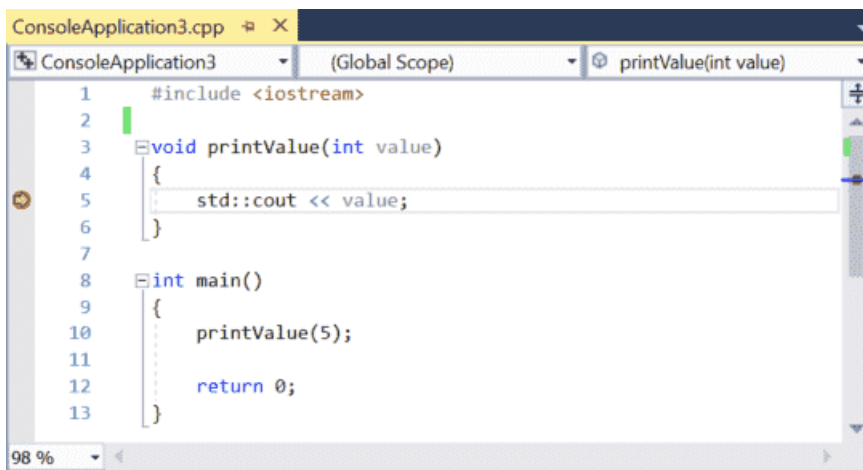 ConsoleApplication3.cpp
ConsoleApplication3 (Global Scope) printValue(int value)
1 #include <iostream>
2
3 void printValue(int value)
4 {
5 std::cout << value;
6 }
7
8 int main()
9 {
10 printValue(5);
11
12 return 0;
13 }
98 %